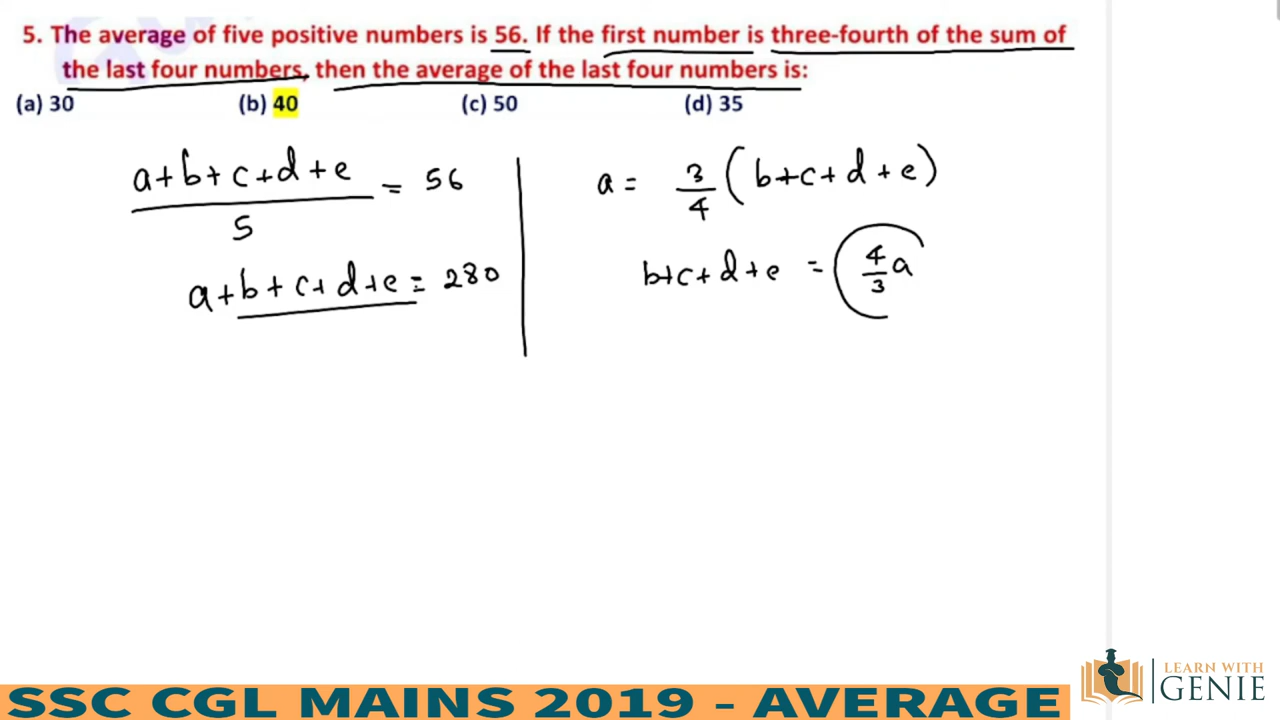 5. The average of five positive numbers is 56. If the first number is three-fourth of the sum of
the last four numbers, then the average of the last four numbers is:
(a) 30 (b) 40 (c) 50 (d) 35
a+b+c+d+e / 5 = 56
a+b+c+d+e = 280
a = 3/4 (b+c+d+e)
b+c+d+e = 4/3 a
SSC CGL MAINS 2019 - AVERAGE
LEARN WITH
GENIE